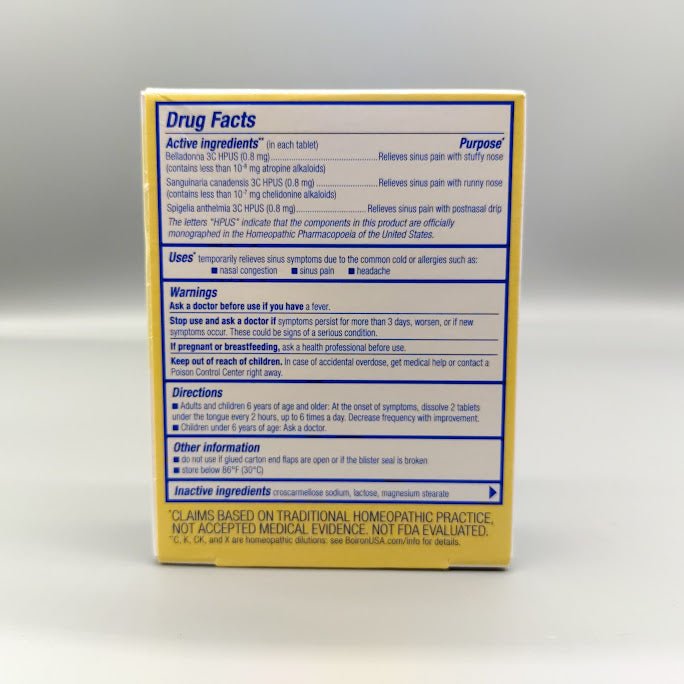 Drug Facts
Active ingredients** (in each tablet) Purpose*
Belladonna 3C HPUS (0.8 mg)..............................Relieves sinus pain with stuffy nose
(contains less than 10-6 mg atropine alkaloids)
Sanguinaria canadensis 3C HPUS (0.8 mg)..................Relieves sinus pain with runny nose
(contains less than 10-7 mg chelidonine alkaloids)
Spigelia anthelmia 3C HPUS (0.8 mg)....................Relieves sinus pain with postnasal drip
The letters "HPUS" indicate that the components in this product are officially
monographed in the Homeopathic Pharmacopoeia of the United States.
Uses* temporarily relieves sinus symptoms due to the common cold or allergies such as:
■ nasal congestion ■ sinus pain ■ headache
Warnings
Ask a doctor before use if you have a fever.
Stop use and ask a doctor if symptoms persist for more than 3 days, worsen, or if new
symptoms occur. These could be signs of a serious condition.
If pregnant or breastfeeding, ask a health professional before use.
Keep out of reach of children. In case of accidental overdose, get medical help or contact a
Poison Control Center right away.
Directions
■ Adults and children 6 years of age and older: At the onset of symptoms, dissolve 2 tablets
under the tongue every 2 hours, up to 6 times a day. Decrease frequency with improvement.
■ Children under 6 years of age: Ask a doctor.
Other information
■ do not use if glued carton end flaps are open or if the blister seal is broken
■ store below 86°F (30°C)
Inactive ingredients croscarmellose sodium, lactose, magnesium stearate
*CLAIMS BASED ON TRADITIONAL HOMEOPATHIC PRACTICE,
NOT ACCEPTED MEDICAL EVIDENCE. NOT FDA EVALUATED.
**C, K, CK, and X are homeopathic dilutions: see BoironUSA.com/info for details.